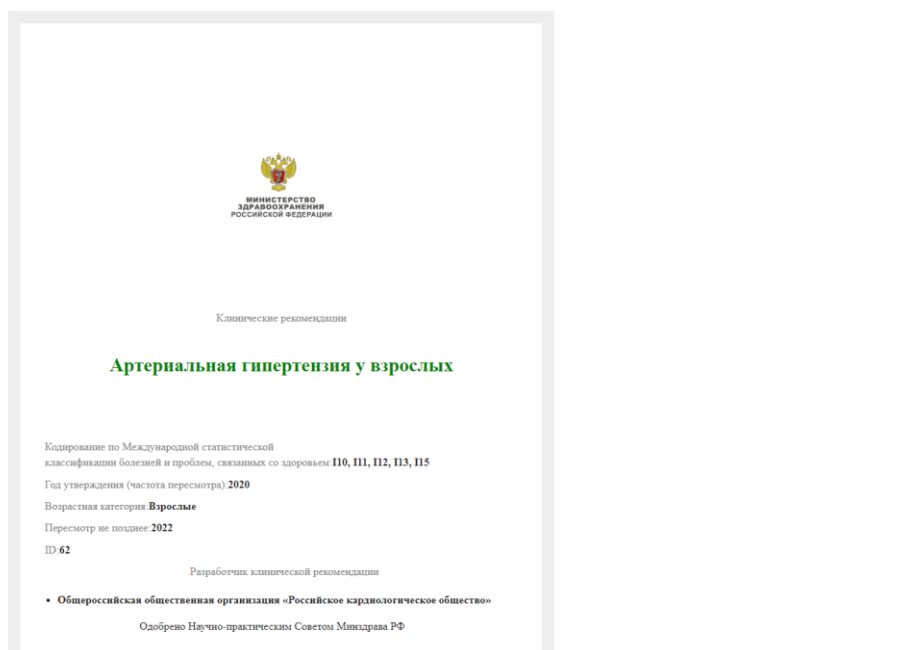 МИНИСТЕРСТВО
ЗДРАВООХРАНЕНИЯ
РОССИЙСКОЙ ФЕДЕРАЦИИ
Клинические рекомендации
Артериальная гипертензия у взрослых
Кодирование по Международной статистической
классификации болезней и проблем, связанных со здоровьем:I10, I11, I12, I13, I15
Год утверждения (частота пересмотра):2020
Возрастная категория:Взрослые
Пересмотр не позднее:2022
ID:62
Разработчик клинической рекомендации
• Общероссийская общественная организация «Российское кардиологическое общество»
Одобрено Научно-практическим Советом Минздрава РФ